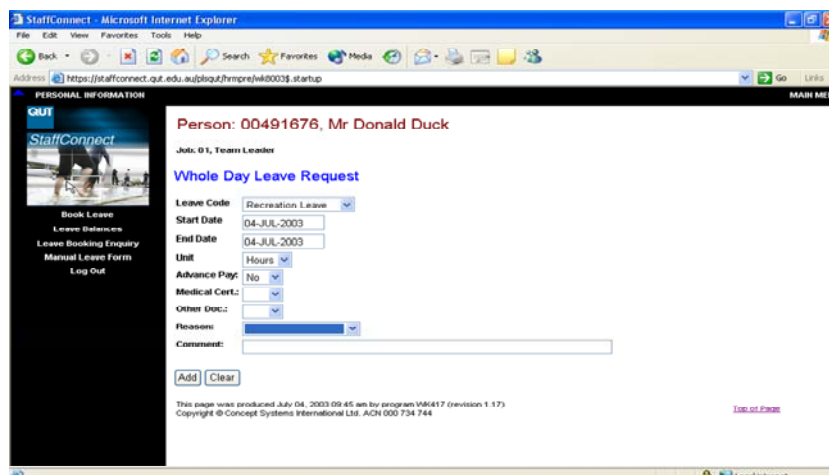 StaffConnect - Microsoft Internet Explorer
File Edit View Favorites Tools Help
Back Search Favorites Media
Address https://staffconnect.qut.edu.au/plsqut/hrmpre/wk8003$.startup Go Links
PERSONAL INFORMATION MAIN ME
QUT
StaffConnect
Book Leave
Leave Balances
Leave Booking Enquiry
Manual Leave Form
Log Out
Person: 00491676, Mr Donald Duck
Job: 01, Team Leader
Whole Day Leave Request
Leave Code Recreation Leave
Start Date 04-JUL-2003
End Date 04-JUL-2003
Unit Hours
Advance Pay: No
Medical Cert.:
Other Doc.:
Reason:
Comment:
Add Clear
This page was produced July 04, 2003 09:45 am by program WK417 (revision 1.17)
Copyright © Concept Systems International Ltd. ACN 000 734 744
Top of Page